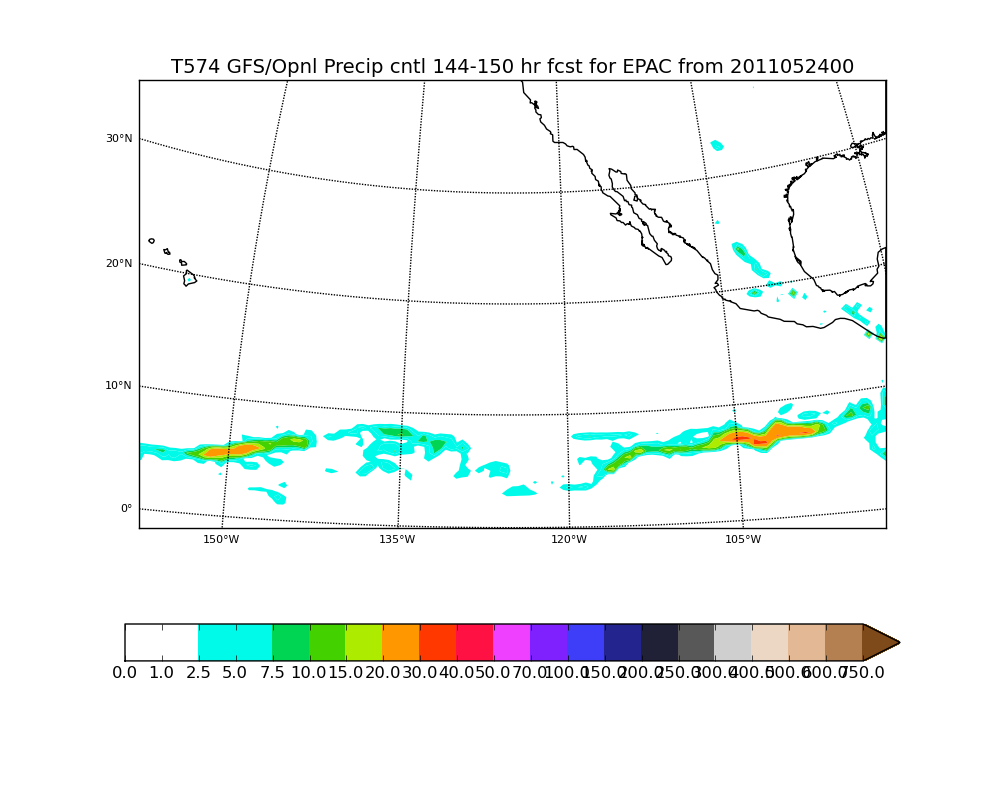 T574 GFS/Opnl Precip cntl 144-150 hr fcst for EPAC from 2011052400
30°N
20°N
10°N
0°
150°W 135°W 120°W 105°W
0.0 1.0 2.5 5.0 7.5 10.0 15.0 20.0 30.0 40.0 50.0 70.0 100.0 150.0 200.0 250.0 300.0 400.0 500.0 600.0 750.0